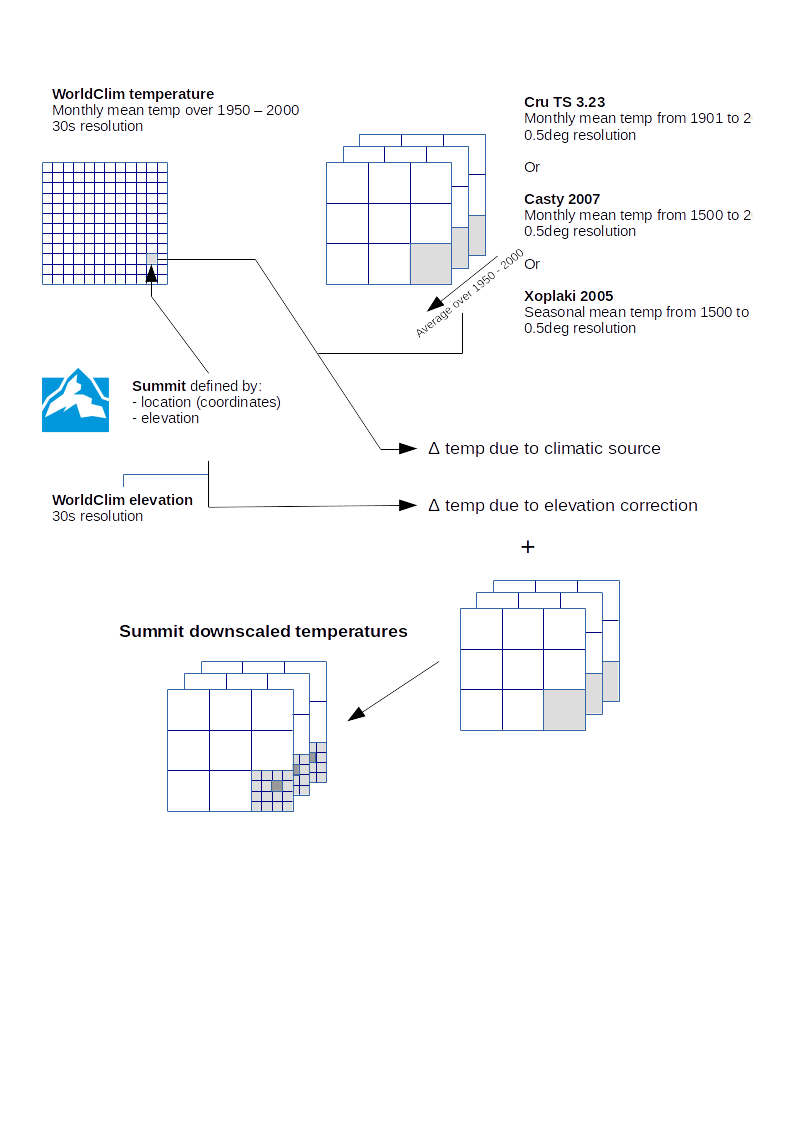 WorldClim temperature
Monthly mean temp over 1950 – 2000
30s resolution
Cru TS 3.23
Monthly mean temp from 1901 to 2
0.5deg resolution
Or
Casty 2007
Monthly mean temp from 1500 to 2
0.5deg resolution
Or
Xoplaki 2005
Seasonal mean temp from 1500 to
0.5deg resolution
Average over 1950 - 2000
Summit defined by:
- location (coordinates)
- elevation
Δ temp due to climatic source
WorldClim elevation
30s resolution
Δ temp due to elevation correction
+
Summit downscaled temperatures